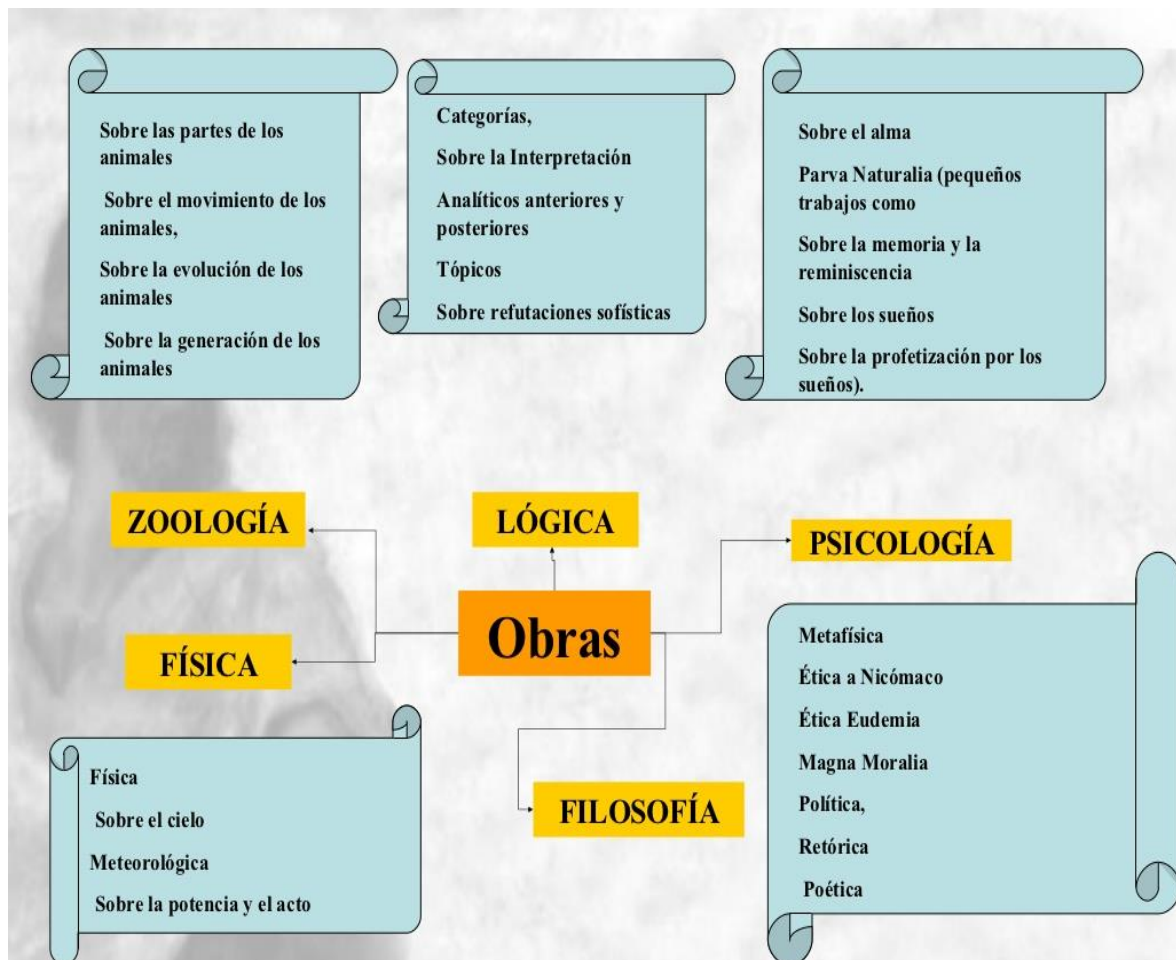 Sobre las partes de los
animales
Sobre el movimiento de los
animales,
Sobre la evolución de los
animales
Sobre la generación de los
animales
Categorías,
Sobre la Interpretación
Analíticos anteriores y
posteriores
Tópicos
Sobre refutaciones sofísticas
Sobre el alma
Parva Naturalia (pequeños
trabajos como
Sobre la memoria y la
reminiscencia
Sobre los sueños
Sobre la profetización por los
sueños).
ZOOLOGÍA
LÓGICA
PSICOLOGÍA
Obras
FÍSICA
FILOSOFÍA
Física
Sobre el cielo
Meteorológica
Sobre la potencia y el acto
Metafísica
Ética a Nicómaco
Ética Eudemia
Magna Moralia
Política,
Retórica
Poética